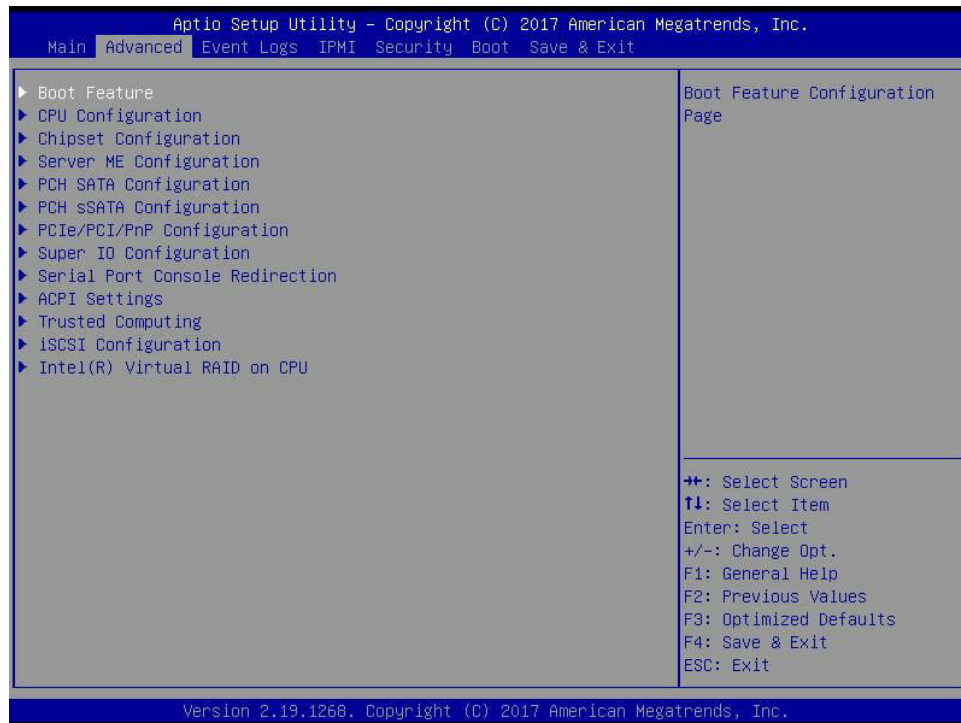 Aptio Setup Utility – Copyright (C) 2017 American Megatrends, Inc.
Main Advanced Event Logs IPMI Security Boot Save & Exit
▶ Boot Feature
▶ CPU Configuration
▶ Chipset Configuration
▶ Server ME Configuration
▶ PCH SATA Configuration
▶ PCH sSATA Configuration
▶ PCIe/PCI/PnP Configuration
▶ Super IO Configuration
▶ Serial Port Console Redirection
▶ ACPI Settings
▶ Trusted Computing
▶ iSCSI Configuration
▶ Intel(R) Virtual RAID on CPU
Boot Feature Configuration
Page
→←: Select Screen
↑↓: Select Item
Enter: Select
+/-: Change Opt.
F1: General Help
F2: Previous Values
F3: Optimized Defaults
F4: Save & Exit
ESC: Exit
Version 2.19.1268. Copyright (C) 2017 American Megatrends, Inc.